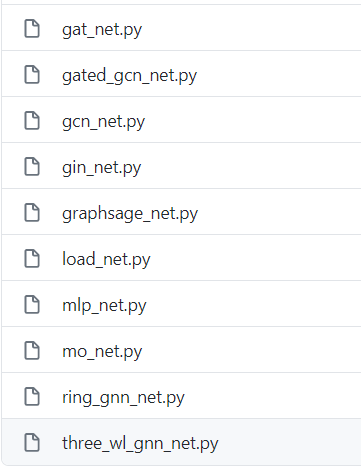 gat_net.py
gated_gcn_net.py
gcn_net.py
gin_net.py
graphsage_net.py
load_net.py
mlp_net.py
mo_net.py
ring_gnn_net.py
three_wl_gnn_net.py